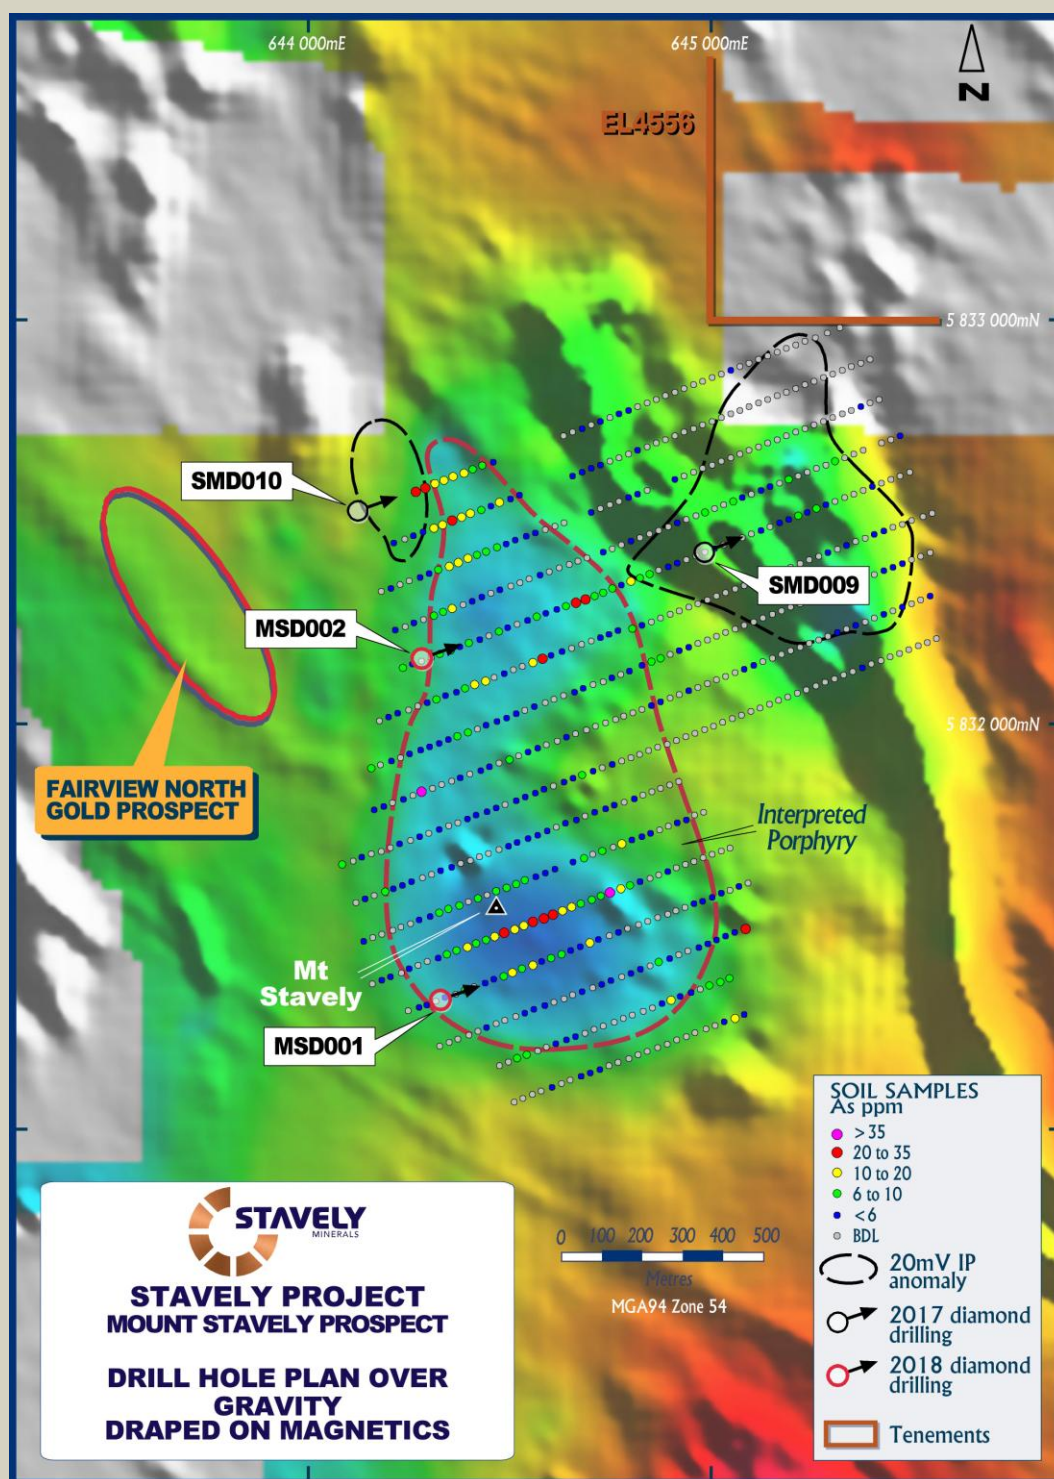 644 000mE
645 000mE
N
EL4556
5 833 000mN
SMD010
SMD009
MSD002
5 832 000mN
FAIRVIEW NORTH
GOLD PROSPECT
Interpreted
Porphyry
Mt
Stavely
MSD001
SOIL SAMPLES
As ppm
>35
20 to 35
10 to 20
6 to 10
<6
BDL
20mV IP
anomaly
2017 diamond
drilling
2018 diamond
drilling
Tenements
0 100 200 300 400 500
Metres
MGA94 Zone 54
STAVELY
MINERALS
STAVELY PROJECT
MOUNT STAVELY PROSPECT
DRILL HOLE PLAN OVER
GRAVITY
DRAPED ON MAGNETICS